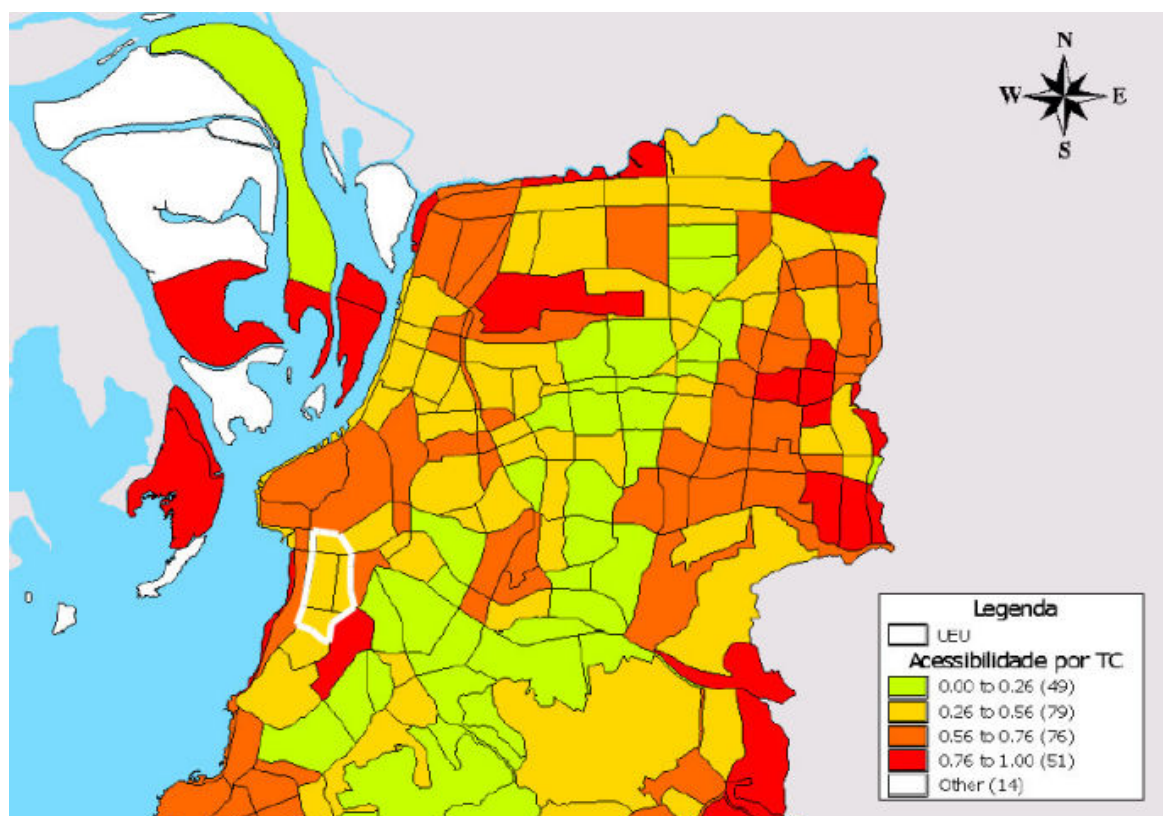 N
W E
S
Legenda
UEU
Acessibilidade por TC
0.00 to 0.26 (49)
0.26 to 0.56 (79)
0.56 to 0.76 (76)
0.76 to 1.00 (51)
Other (14)